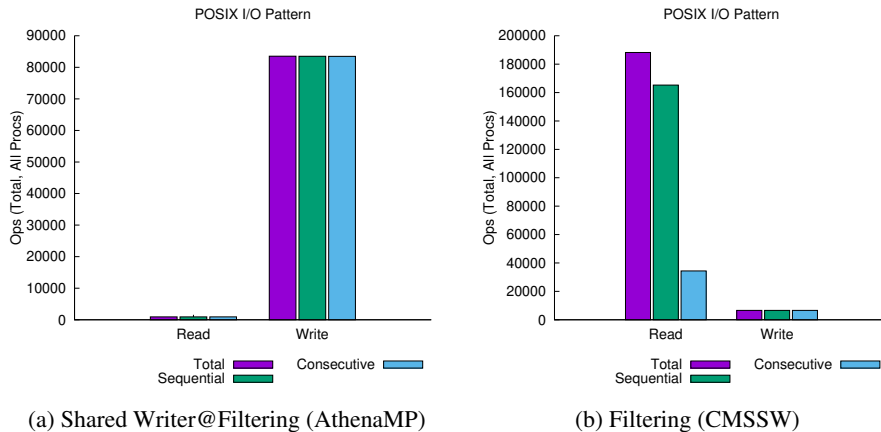 POSIX I/O Pattern
90000
80000
70000
60000
50000
40000
30000
20000
10000
0
Ops (Total, All Procs)
Read
Write
Total
Sequential
Consecutive
(a) Shared Writer@Filtering (AthenaMP)
POSIX I/O Pattern
200000
180000
160000
140000
120000
100000
80000
60000
40000
20000
0
Ops (Total, All Procs)
Read
Write
Total
Sequential
Consecutive
(b) Filtering (CMSSW)